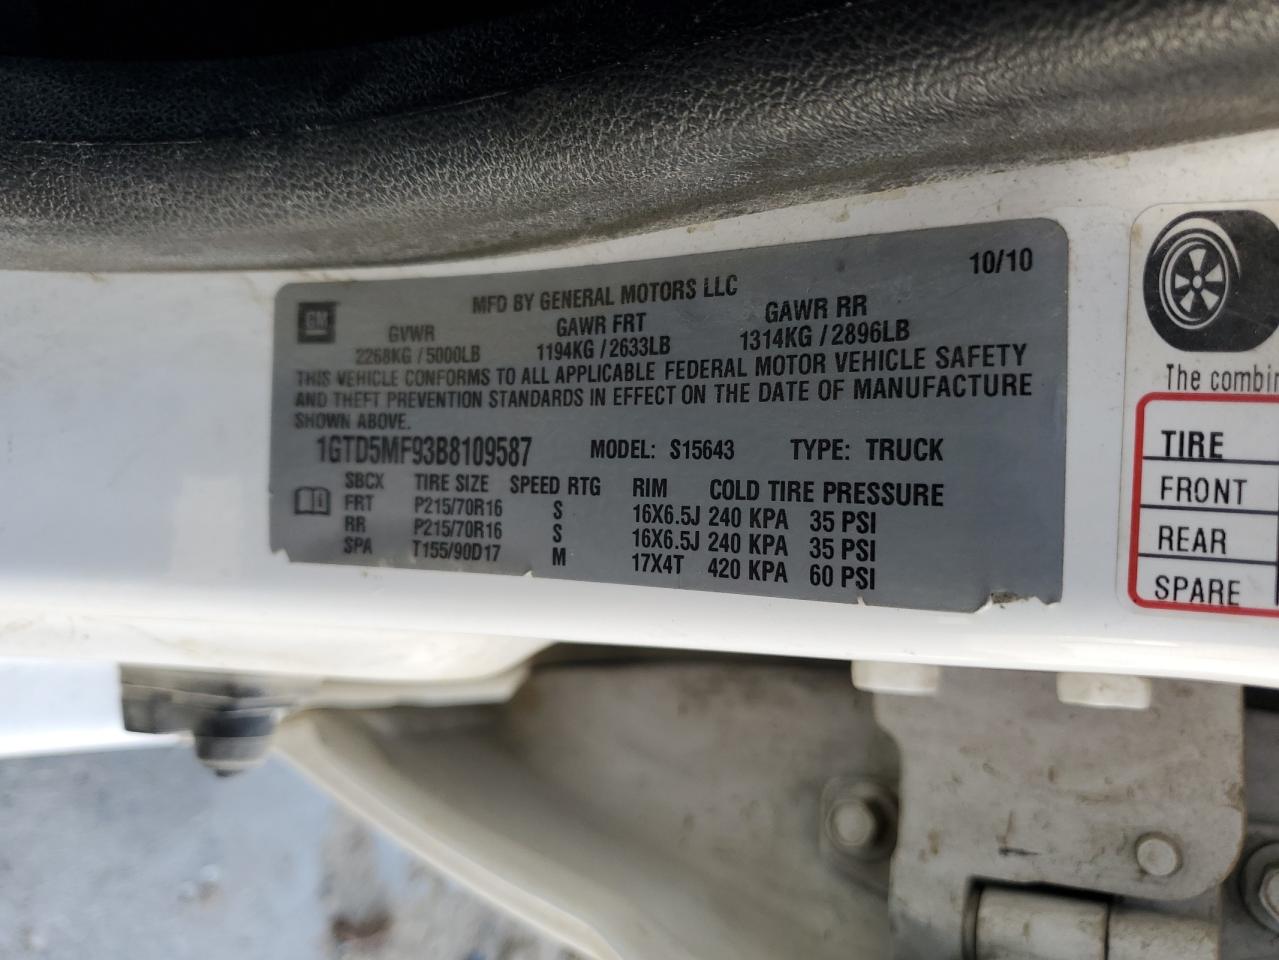 GM
MFD BY GENERAL MOTORS LLC 10/10
GVWR GAWR FRT GAWR RR
2268KG / 5000LB 1194KG / 2633LB 1314KG / 2896LB
THIS VEHICLE CONFORMS TO ALL APPLICABLE FEDERAL MOTOR VEHICLE SAFETY
AND THEFT PREVENTION STANDARDS IN EFFECT ON THE DATE OF MANUFACTURE
SHOWN ABOVE.
1GTD5MF93B8109587 MODEL: S15643 TYPE: TRUCK
SBCX TIRE SIZE SPEED RTG RIM COLD TIRE PRESSURE
FRT P215/70R16 S 16X6.5J 240 KPA 35 PSI
RR P215/70R16 S 16X6.5J 240 KPA 35 PSI
SPA T155/90D17 M 17X4T 420 KPA 60 PSI
The combin
TIRE
FRONT
REAR
SPARE